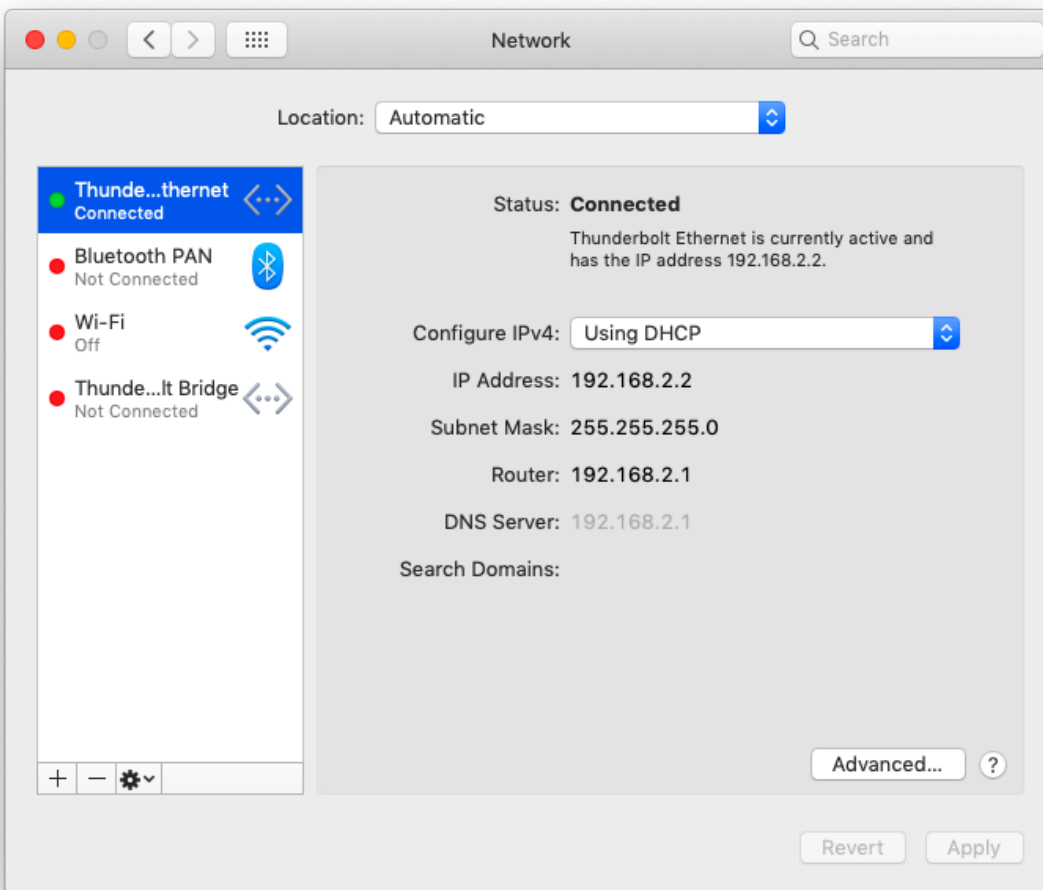 Network
Search
Location: Automatic
Thunde...thernet
Connected
Bluetooth PAN
Not Connected
Wi-Fi
Off
Thunde...lt Bridge
Not Connected
Status: Connected
Thunderbolt Ethernet is currently active and
has the IP address 192.168.2.2.
Configure IPv4: Using DHCP
IP Address: 192.168.2.2
Subnet Mask: 255.255.255.0
Router: 192.168.2.1
DNS Server: 192.168.2.1
Search Domains:
Advanced...
?
Revert
Apply